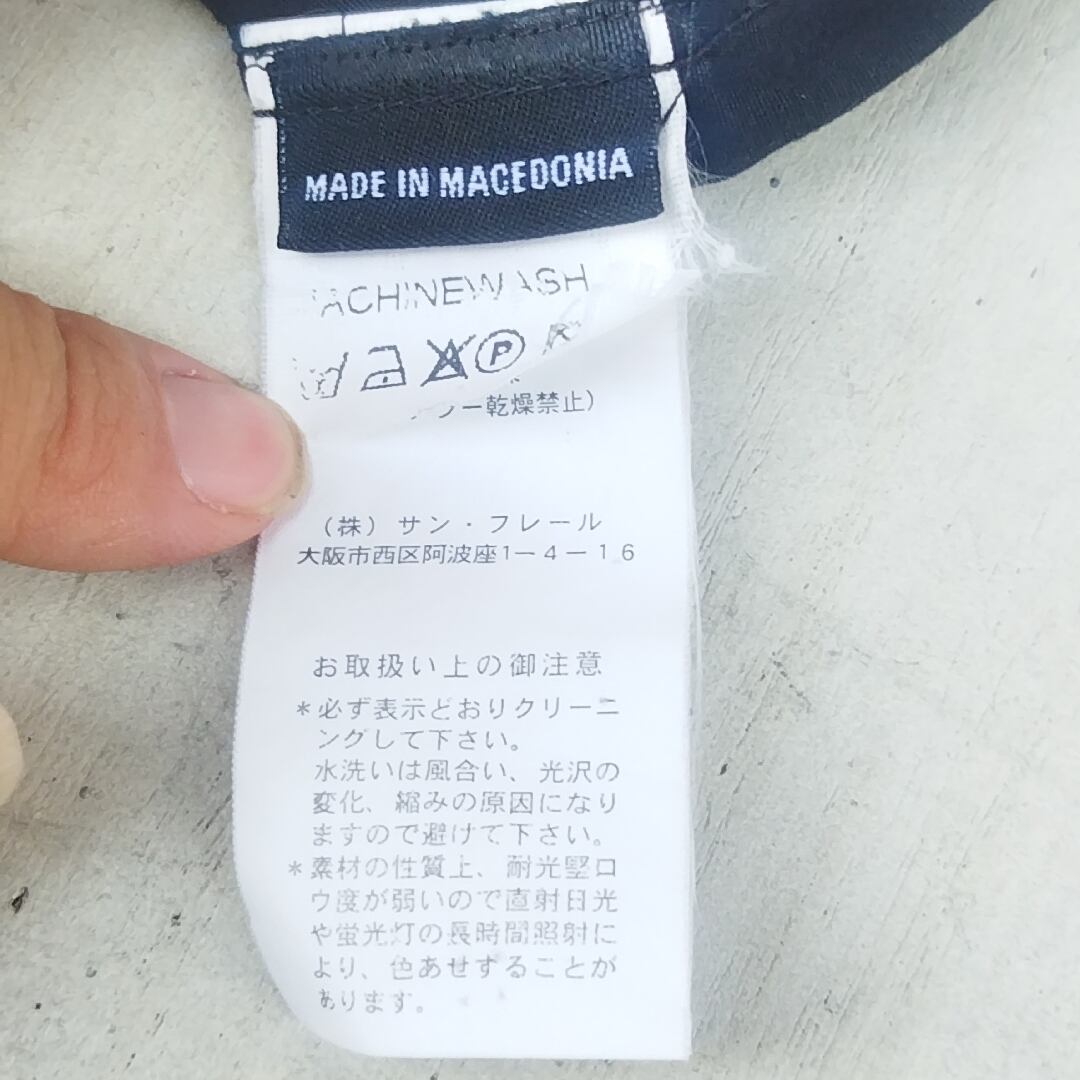 MADE IN MACEDONIA
ACHINEWASH
P
ー乾燥禁止)
(株) サン・フレール
大阪市西区阿波座1ー4ー16
お取扱い上の御注意
*必ず表示どおりクリーニ
ングして下さい。
水洗いは風合い、光沢の
変化、縮みの原因になり
ますので避けて下さい。
*素材の性質上、耐光堅ロ
ウ度が弱いので直射日光
や蛍光灯の長時間照射に
より、色あせすることが
あります。